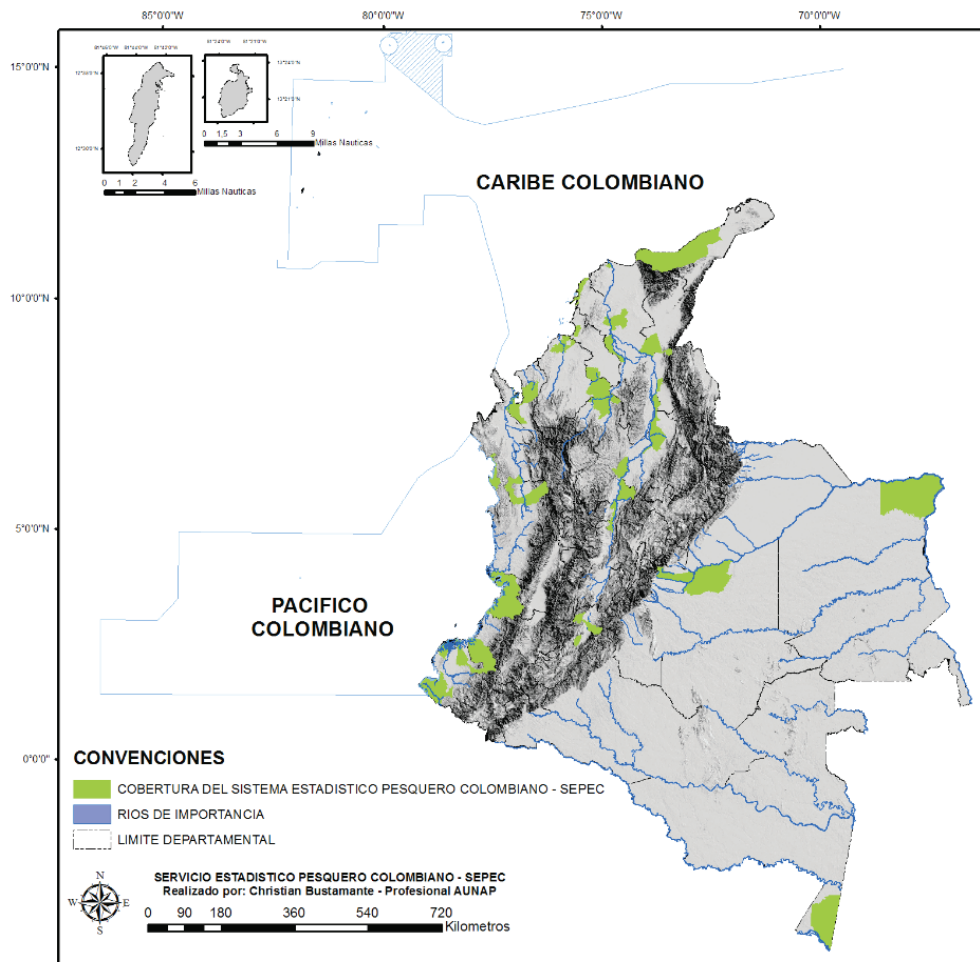 85°0'0"W
80°0'0"W
75°0'0"W
70°0'0"W
15°0'0"N
10°0'0"N
5°0'0"N
0°0'0"
0 1 2 4 6
Millas Nauticas
0 1,5 3 6 9
Millas Nauticas
CARIBE COLOMBIANO
PACIFICO
COLOMBIANO
CONVENCIONES
COBERTURA DEL SISTEMA ESTADISTICO PESQUERO COLOMBIANO - SEPEC
RIOS DE IMPORTANCIA
LIMITE DEPARTAMENTAL
N
W E
S
SERVICIO ESTADISTICO PESQUERO COLOMBIANO - SEPEC
Realizado por: Christian Bustamante - Profesional AUNAP
0 90 180 360 540 720
Kilometros